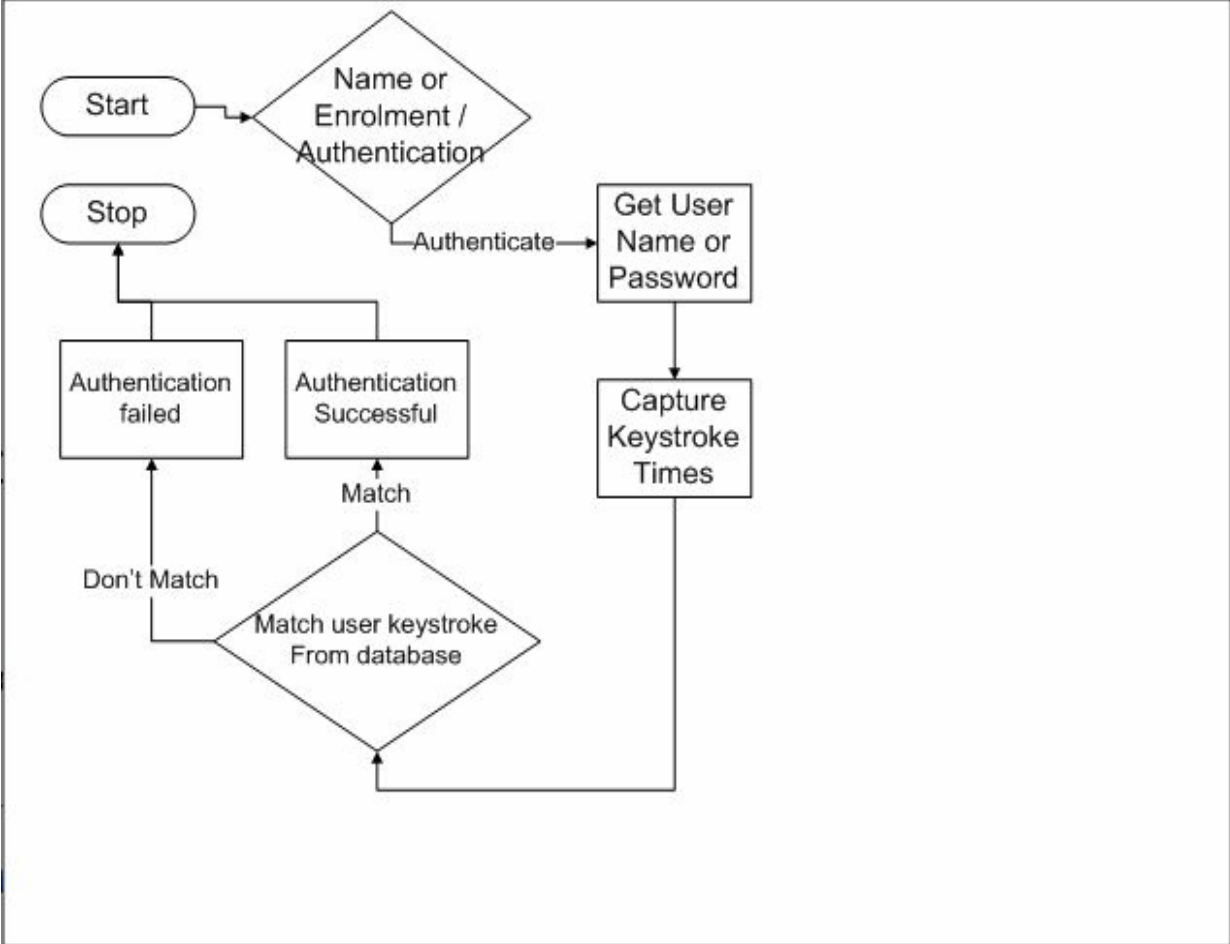 Start
Name or
Enrolment /
Authentication
Stop
Authenticate
Get User
Name or
Password
Authentication
failed
Authentication
Successful
Capture
Keystroke
Times
Match
Don't Match
Match user keystroke
From database